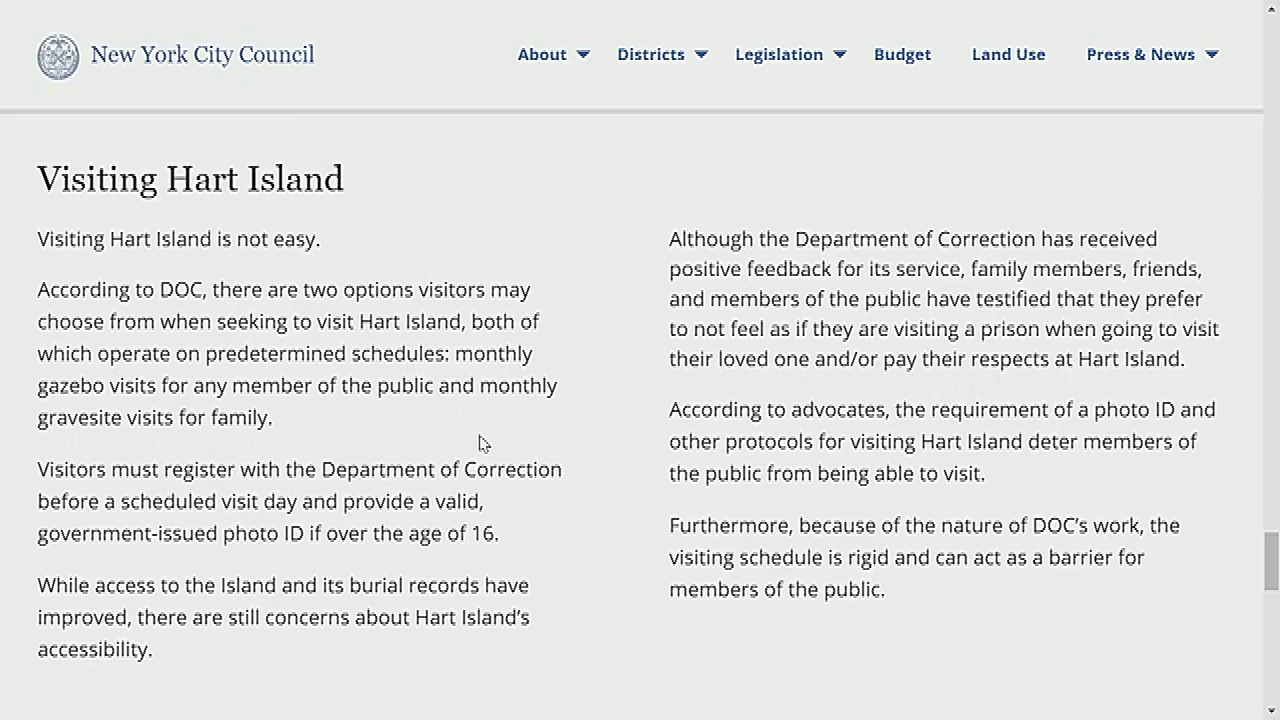 New York City Council
About
Districts
Legislation
Budget
Land Use
Press & News
Visiting Hart Island
Visiting Hart Island is not easy.
According to DOC, there are two options visitors may
choose from when seeking to visit Hart Island, both of
which operate on predetermined schedules: monthly
gazebo visits for any member of the public and monthly
gravesite visits for family.
Visitors must register with the Department of Correction
before a scheduled visit day and provide a valid,
government-issued photo ID if over the age of 16.
While access to the Island and its burial records have
improved, there are still concerns about Hart Island’s
accessibility.
Although the Department of Correction has received
positive feedback for its service, family members, friends,
and members of the public have testified that they prefer
to not feel as if they are visiting a prison when going to visit
their loved one and/or pay their respects at Hart Island.
According to advocates, the requirement of a photo ID and
other protocols for visiting Hart Island deter members of
the public from being able to visit.
Furthermore, because of the nature of DOC’s work, the
visiting schedule is rigid and can act as a barrier for
members of the public.